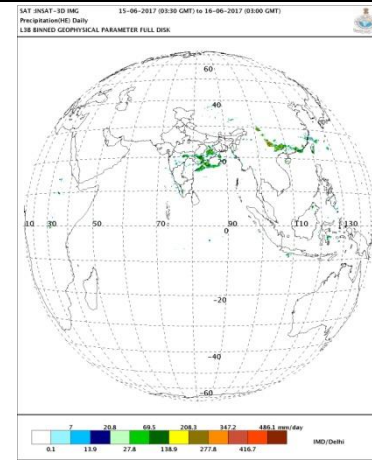 SAT :INSAT-3D IMG 15-06-2017 (03:30 GMT) to 16-06-2017 (03:00 GMT)
Precipitation(HE) Daily
L3B BINNED GEOPHYSICAL PARAMETER FULL DISK
60
40
20
10 30 50 70 90 110 130
0
-20
-40
-60
7 20.8 69.5 208.3 347.2 486.1 mm/day
0.1 13.9 27.8 138.9 277.8 416.7
IMD/Delhi